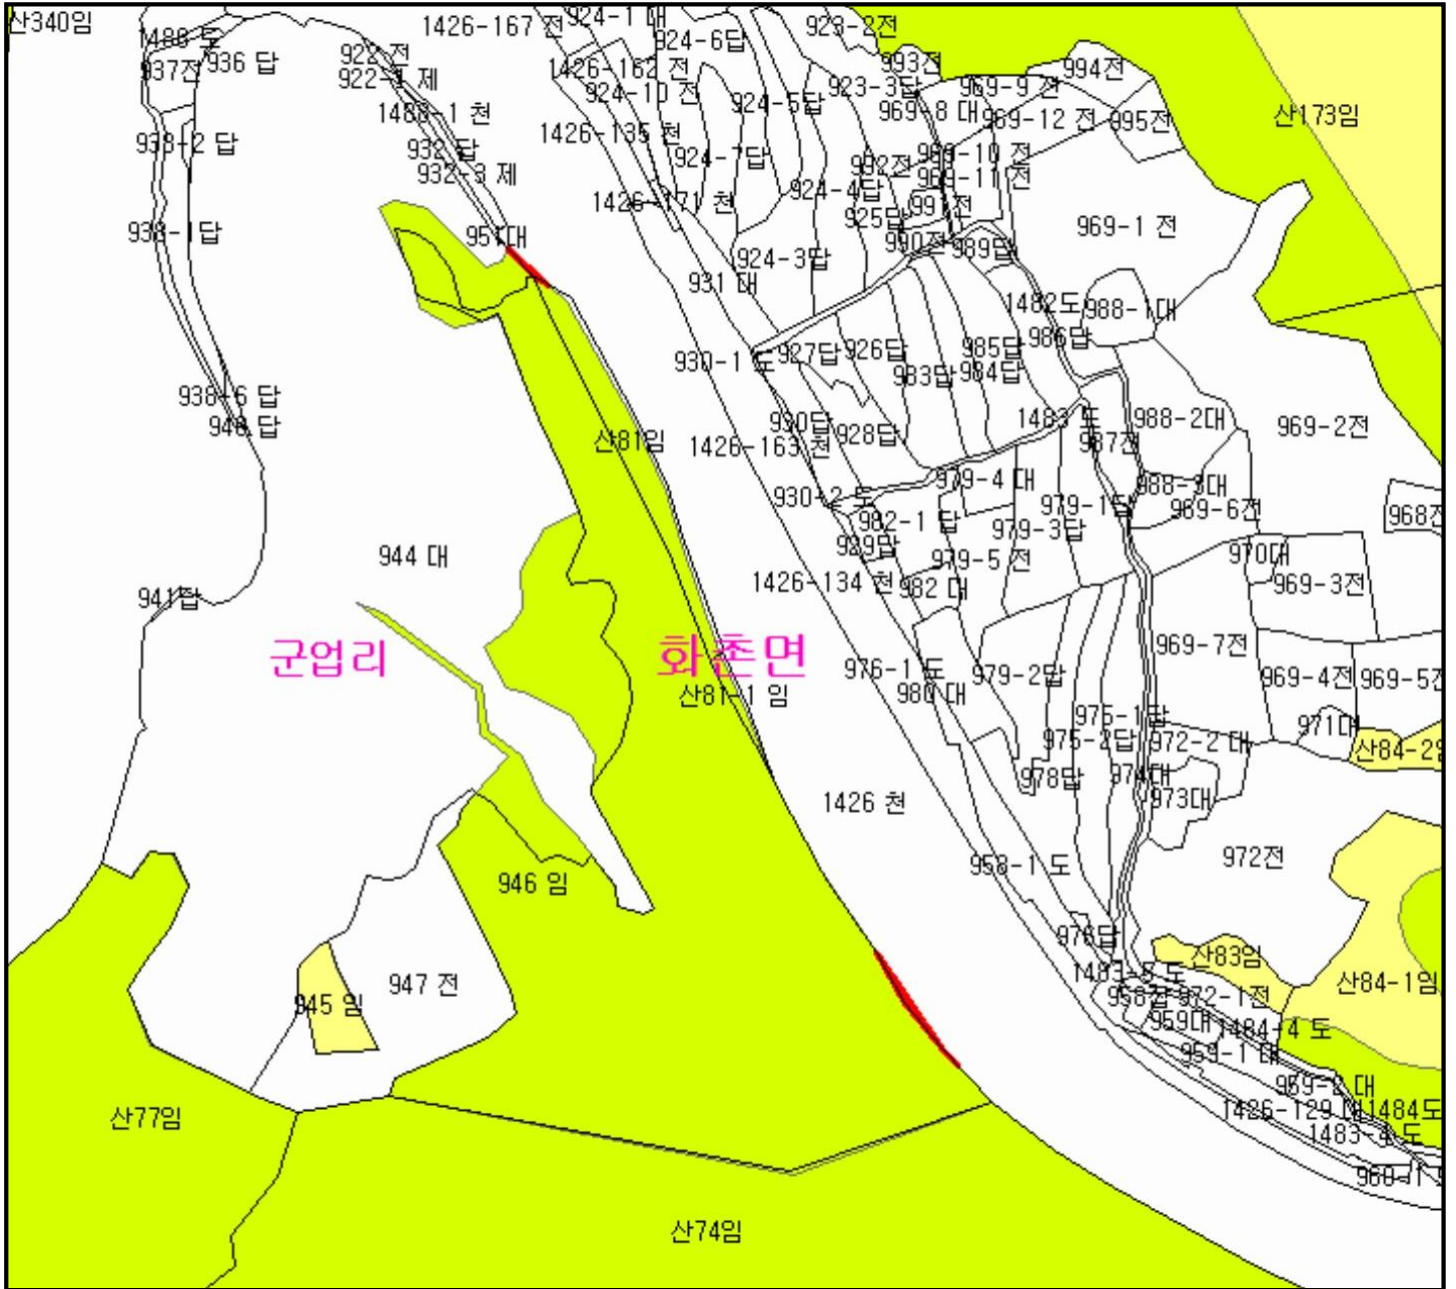 산340임
1426-167 전
924-1 대
923-2전
1488 도
936 답
922 전
924-6답
993전
994전
937전
922-1 제
1426-162 전
923-3답
969-9 전
924-10 전
924-5답
969-8 대
산173임
1488-1 천
969-12 전
995전
1426-135 천
938-2 답
932 답
924-7답
992전
969-10 전
932-3 제
969-11 전
924-4답
1426-171 천
991전
925답
969-1 전
938-1답
951대
990전
989답
924-3답
931 대
1482도
988-1대
986답
927답
926답
985답
930-1 도
983답
984답
938-6 답
948 답
930답
928답
1483 도
988-2대
969-2전
산81임
1426-163 천
987전
979-4 대
988-3대
930-2 도
979-1답
969-6전
982-1 답
979-3답
929답
944 대
979-5 전
970대
1426-134 천
982 대
969-3전
941답
군업리
화촌면
969-7전
976-1 도
979-2답
969-4전
969-5전
산81-1 임
980 대
975-1답
971대
975-2답
972-2 대
산84-2임
978답
974대
1426 천
973대
972전
958-1 도
946 임
976답
산83임
947 전
945 임
산84-1임
972-1전
959대
1484-4 도
959-1 대
959-2 대
산77임
1426-129 대
1484도
1483-4 도
산74임